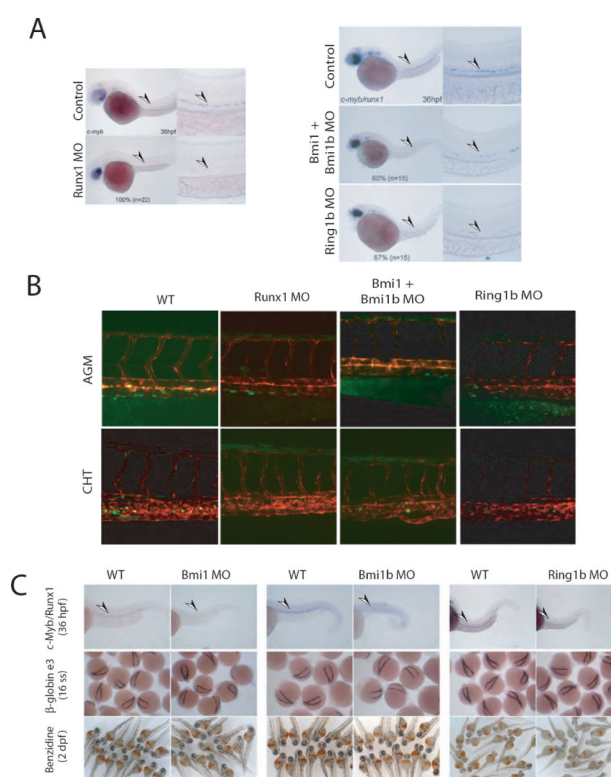 A
Control
c-myb
36hpf
Runx1 MO
100% (n=22)
Control
c-myb/runx1
36hpf
Bmi1 +
Bmi1b MO
80% (n=15)
Ring1b MO
67% (n=15)
B
WT
Runx1 MO
Bmi1 +
Bmi1b MO
Ring1b MO
AGM
CHT
C
WT
Bmi1 MO
WT
Bmi1b MO
WT
Ring1b MO
c-Myb/Runx1
(36 hpf)
β-globin e3
(16 ss)
Benzidine
(2 dpf)